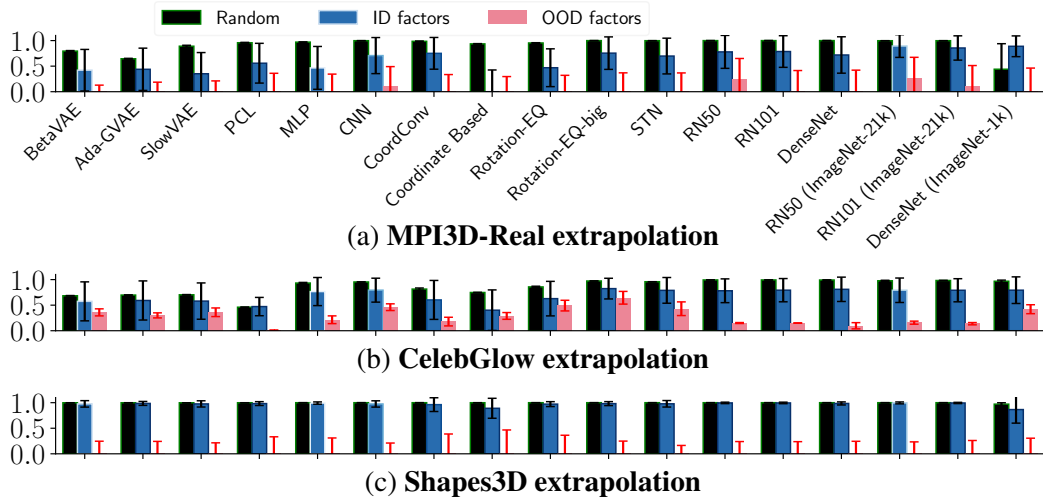 Random ID factors OOD factors
1.0
0.5
0.0
BetaVAE
Ada-GVAE
SlowVAE
PCL
MLP
CNN
CoordConv
Coordinate Based
Rotation-EQ
Rotation-EQ-big
STN
RN50
RN101
DenseNet
RN50 (ImageNet-21k)
RN101 (ImageNet-21k)
DenseNet (ImageNet-1k)
(a) MPI3D-Real extrapolation
1.0
0.5
0.0
(b) CelebGlow extrapolation
1.0
0.5
0.0
(c) Shapes3D extrapolation